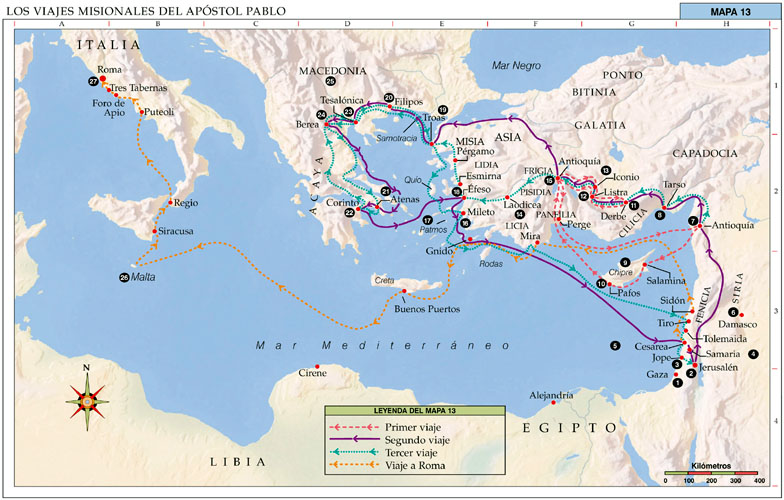 LOS VIAJES MISIONALES DEL APÓSTOL PABLO
MAPA 13
A B C D E F G H I
ITALIA
27
Roma
Tres Tabernas
Foro de
Apio
Puteoli
Regio
Siracusa
26
Malta
MACEDONIA
25
Tesalónica
24
23
20
Filipos
19
Troas
Berea
Samotracia
Mar Negro
PONTO
BITINIA
GALATIA
CAPADOCIA
ASIA
MISIA
Pérgamo
LIDIA
Esmirna
Éfeso
18
Quío
ACAYA
21
Atenas
Corinto
22
17
Patmos
Mileto
16
Gnido
Rodas
Laodicea
14
LICIA
Mira
FRIGIA
Antioquía
15
PISIDIA
PANFILIA
Perge
13
Iconio
12
Listra
Derbe
11
CILICIA
Tarso
8
7
Antioquía
9
Chipre
Salamina
10
Pafos
Creta
Buenos Puertos
SIRIA
FENICIA
Sidón
Tiro
6
Damasco
Tolemaida
5
Cesarea
Samaria
4
Jope
3
2
Jerusalén
Gaza
1
Mar Mediterráneo
Cirene
Alejandría
EGIPTO
LIBIA
N
LEYENDA DEL MAPA 13
Primer viaje
Segundo viaje
Tercer viaje
Viaje a Roma
Kilómetros
0 100 200 300 400
1
2
3
4